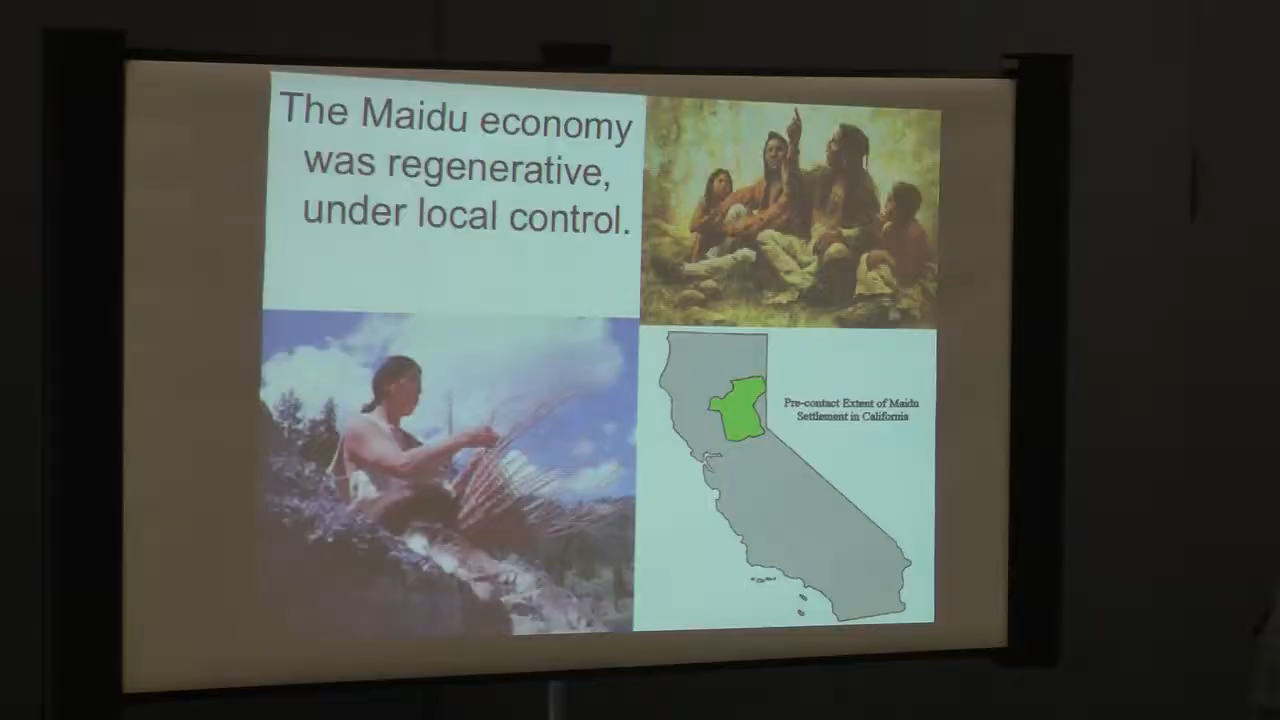 The Maidu economy
was regenerative,
under local control.
Pre-contact Extent of Maidu
Settlement in California